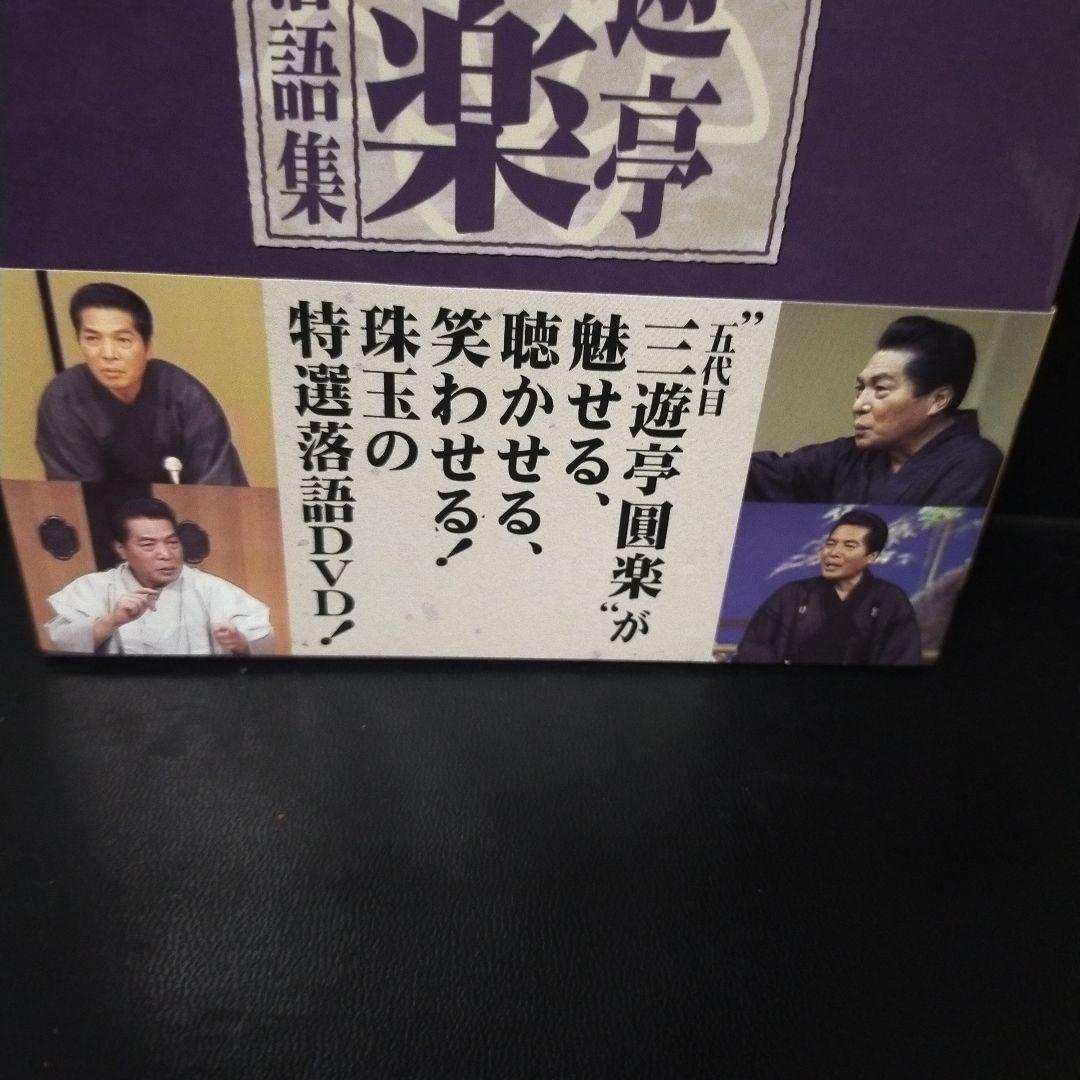 遊亭
楽
落語集
”五代目
三遊亭圓楽“が
魅せる、
聴かせる、
笑わせる！
珠玉の
特選落語DVD！